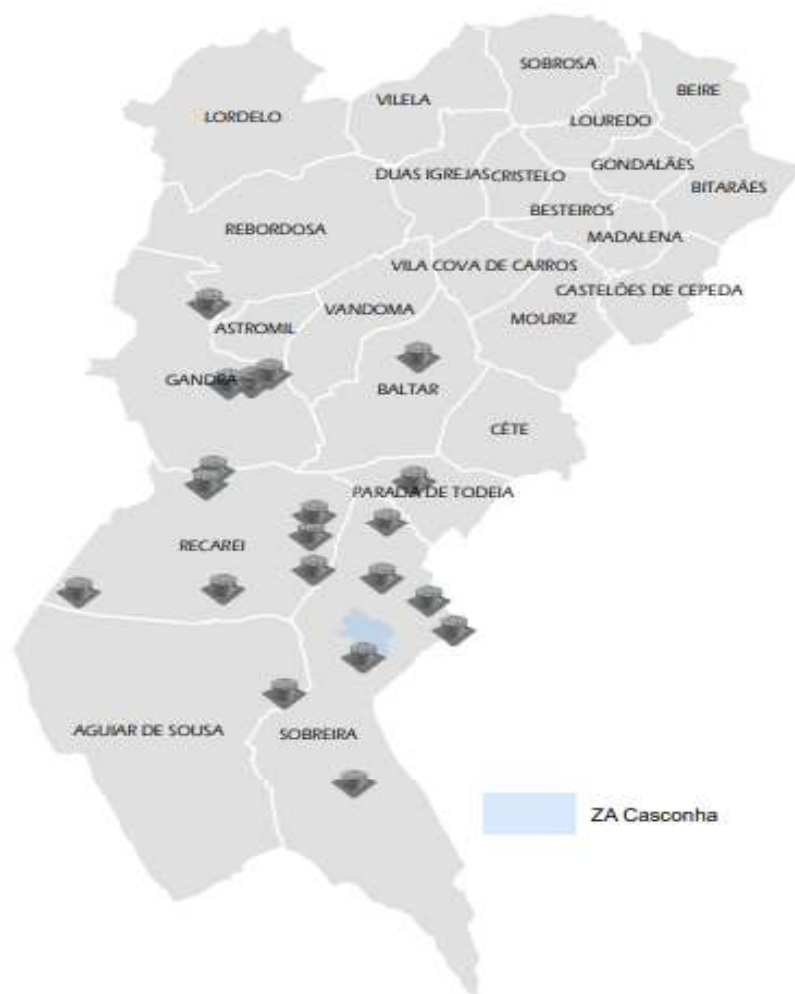 SOBROSA
BEIRE
VILELA
LORDELO
LOUREDO
GONDALÃES
DUAS IGREJAS
CRISTELO
BITARÃES
BESTEIROS
REBORDOSA
MADALENA
VILA COVA DE CARROS
CASTELÕES DE CEPEDA
VANDOMA
MOURIZ
ASTROMIL
GANDRA
BALTAR
CÊTE
PARADA DE TODEIA
RECAREI
AGUIAR DE SOUSA
SOBREIRA
ZA Casconha